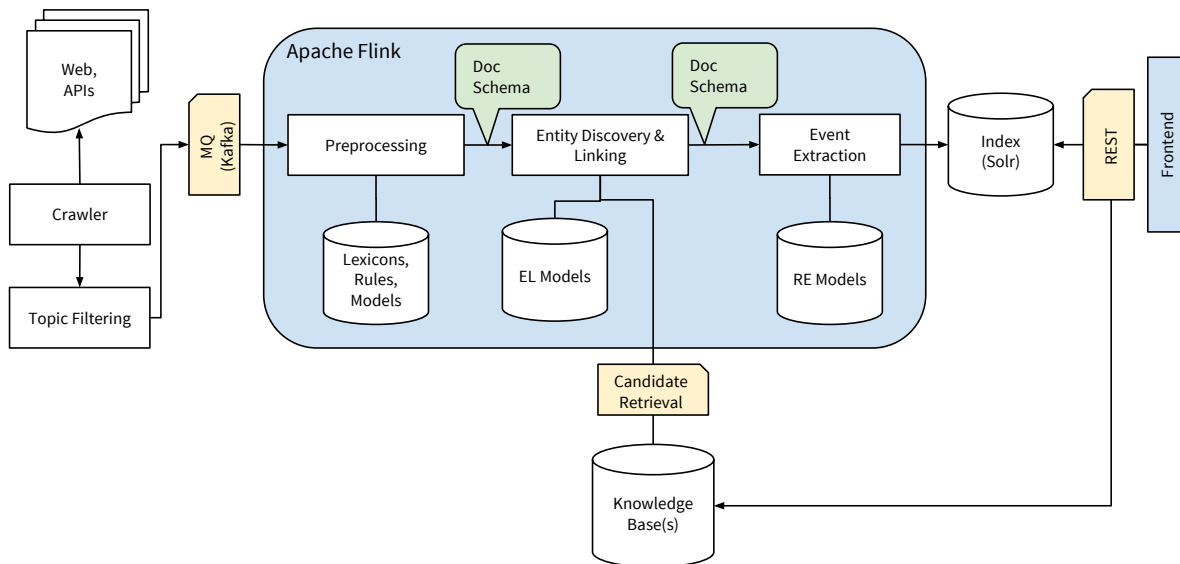 Web,
APIs
Crawler
Topic Filtering
MQ
(Kafka)
Apache Flink
Preprocessing
Doc
Schema
Entity Discovery &
Linking
Doc
Schema
Event
Extraction
Lexicons,
Rules,
Models
EL Models
RE Models
Candidate
Retrieval
Knowledge
Base(s)
Index
(Solr)
REST
Frontend